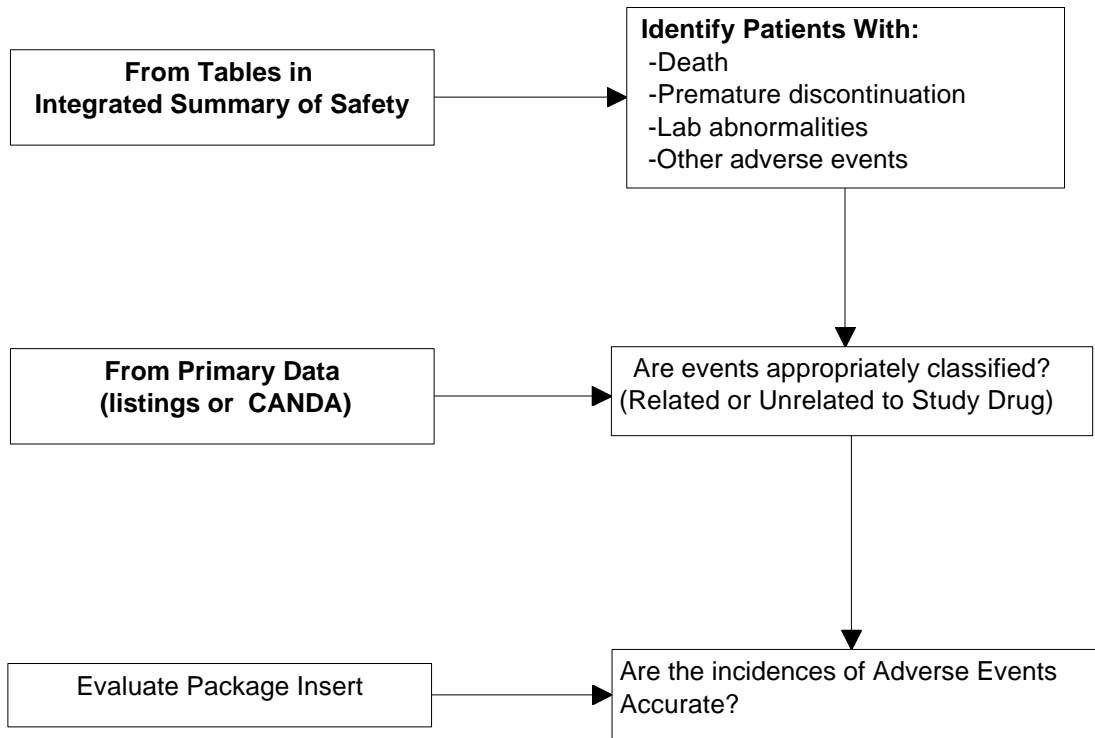 From Tables in
Integrated Summary of Safety
Identify Patients With:
-Death
-Premature discontinuation
-Lab abnormalities
-Other adverse events
From Primary Data
(listings or CANDA)
Are events appropriately classified?
(Related or Unrelated to Study Drug)
Evaluate Package Insert
Are the incidences of Adverse Events
Accurate?